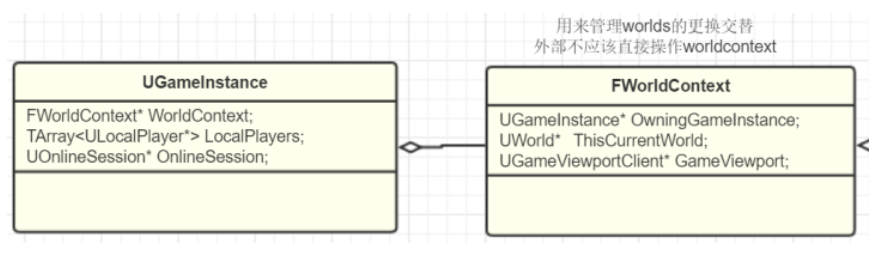 用来管理worlds的更换交替
外部不应该直接操作worldcontext
UGameInstance
FWorldContext* WorldContext;
TArray<ULocalPlayer*> LocalPlayers;
UOnlineSession* OnlineSession;
FWorldContext
UGameInstance* OwningGameInstance;
UWorld* ThisCurrentWorld;
UGameViewportClient* GameViewport;